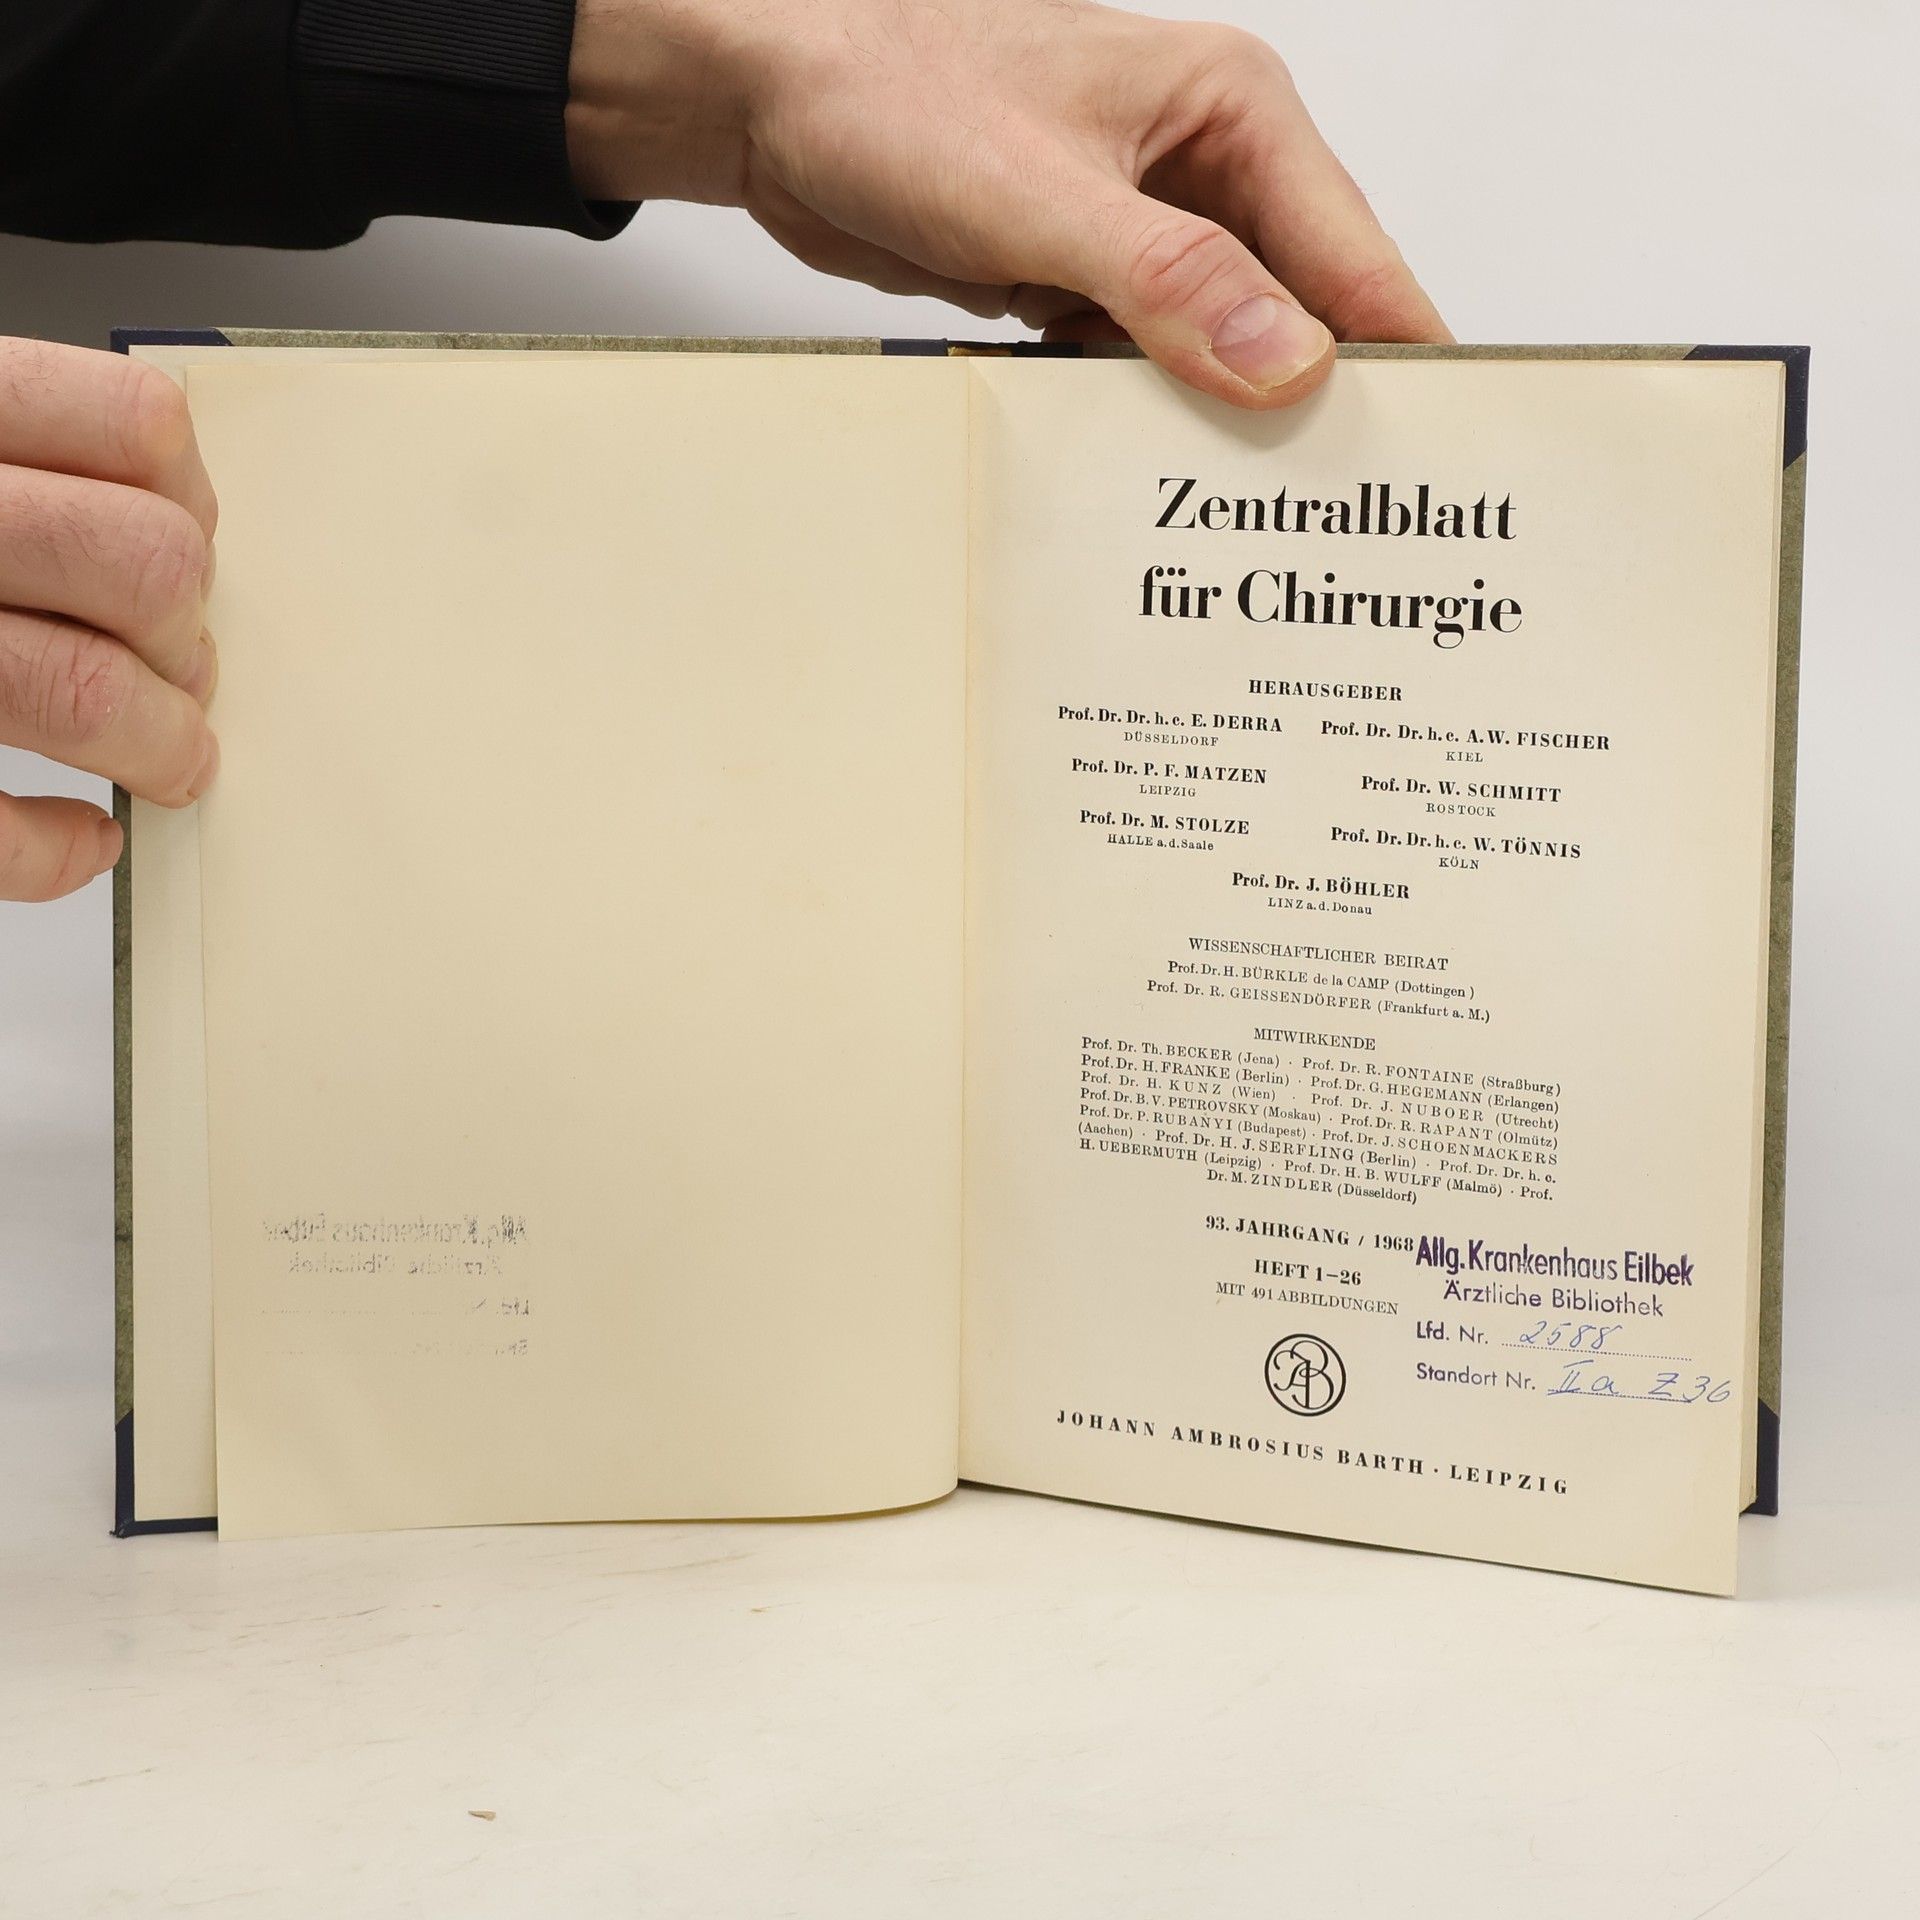 Zentralblatt
für Chirurgie
HERAUSGEBER
Prof. Dr. Dr. h. c. E. DERRA
DÜSSELDORF
Prof. Dr. Dr. h. c. A. W. FISCHER
KIEL
Prof. Dr. P. F. MATZEN
LEIPZIG
Prof. Dr. W. SCHMITT
ROSTOCK
Prof. Dr. M. STOLZE
HALLE a.d.Saale
Prof. Dr. Dr. h. c. W. TÖNNIS
KÖLN
Prof. Dr. J. BÖHLER
LINZ a.d. Donau
WISSENSCHAFTLICHER BEIRAT
Prof. Dr. H. BÜRKLE de la CAMP (Dottingen )
Prof. Dr. R. GEISSENDÖRFER (Frankfurt a. M.)
MITWIRKENDE
Prof. Dr. Th. BECKER (Jena) · Prof. Dr. R. FONTAINE (Straßburg)
Prof. Dr. H. FRANKE (Berlin) · Prof. Dr. G. HEGEMANN (Erlangen)
Prof. Dr. H. KUNZ (Wien) · Prof. Dr. J. NUBOER (Utrecht)
Prof. Dr. B. V. PETROVSKY (Moskau) · Prof. Dr. R. RAPANT (Olmütz)
Prof. Dr. P. RUBANYI (Budapest) · Prof. Dr. J. SCHOENMACKERS
(Aachen) · Prof. Dr. H. J. SERFLING (Berlin) · Prof. Dr. Dr. h. c.
H. UEBERMUTH (Leipzig) · Prof. Dr. H. B. WULFF (Malmö) · Prof.
Dr. M. ZINDLER (Düsseldorf)
93. JAHRGANG / 1968
HEFT 1–26
MIT 491 ABBILDUNGEN
Allg. Krankenhaus Eilbek
Ärztliche Bibliothek
Lfd. Nr. 2588
Standort Nr. II a Z 36
JOHANN AMBROSIUS BARTH · LEIPZIG